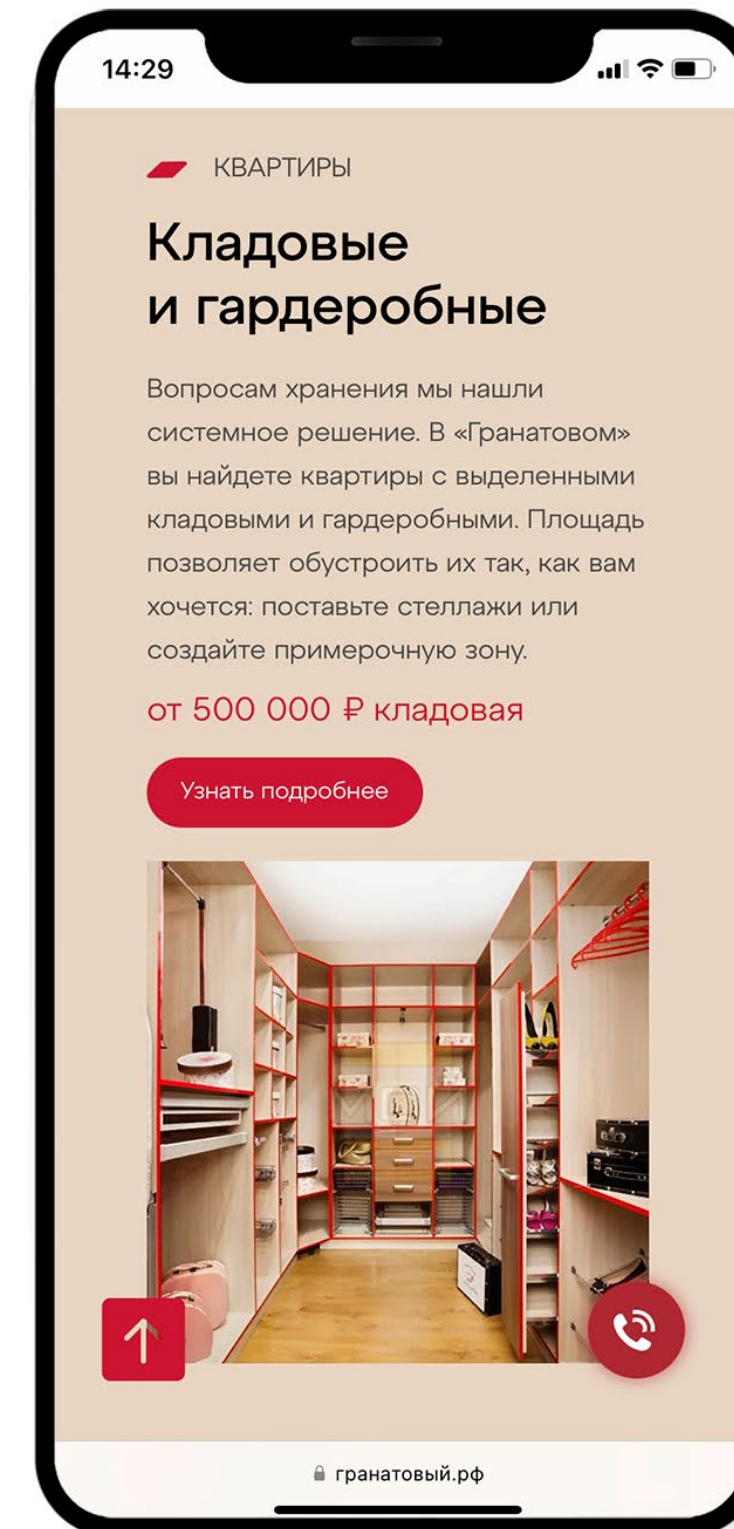 14:29
КВАРТИРЫ
Кладовые
и гардеробные
Вопросам хранения мы нашли
системное решение. В «Гранатовом»
вы найдете квартиры с выделенными
кладовыми и гардеробными. Площадь
позволяет обустроить их так, как вам
хочется: поставьте стеллажи или
создайте примерочную зону.
от 500 000 ₽ кладовая
Узнать подробнее
гранатовый.рф